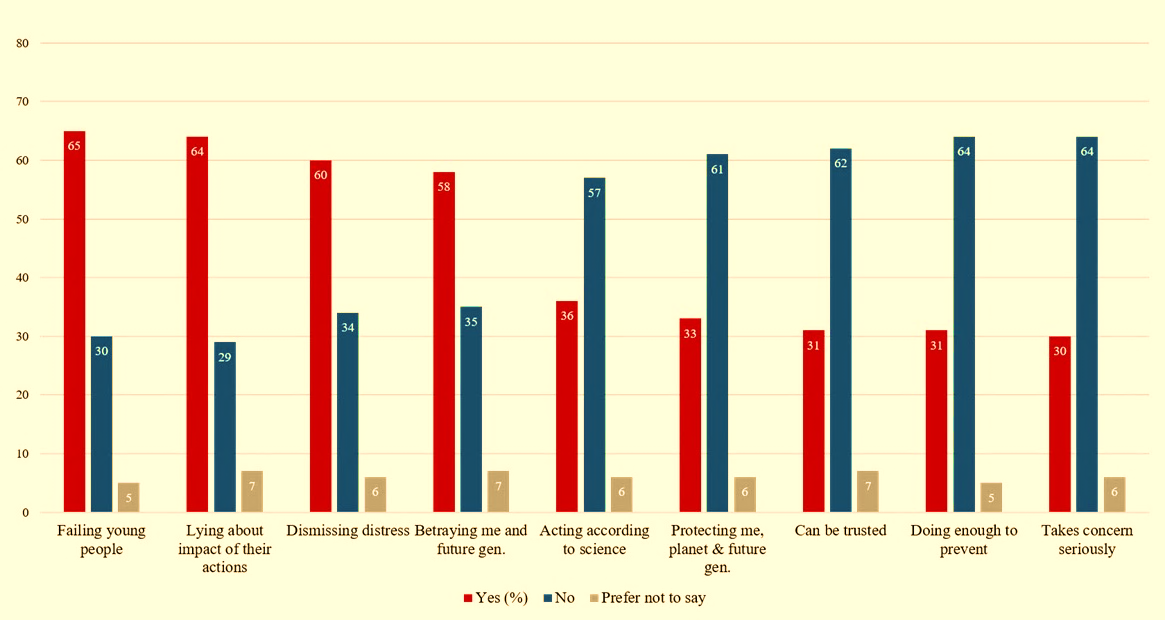 80
70
60
50
40
30
20
10
0
65
30
5
64
29
7
60
34
6
58
35
7
36
57
6
33
61
6
31
62
7
31
64
5
30
64
6
Failing young
people
Lying about
impact of their
actions
Dismissing distress
Betraying me and
future gen.
Acting according
to science
Protecting me,
planet & future
gen.
Can be trusted
Doing enough to
prevent
Takes concern
seriously
Yes (%)
No
Prefer not to say